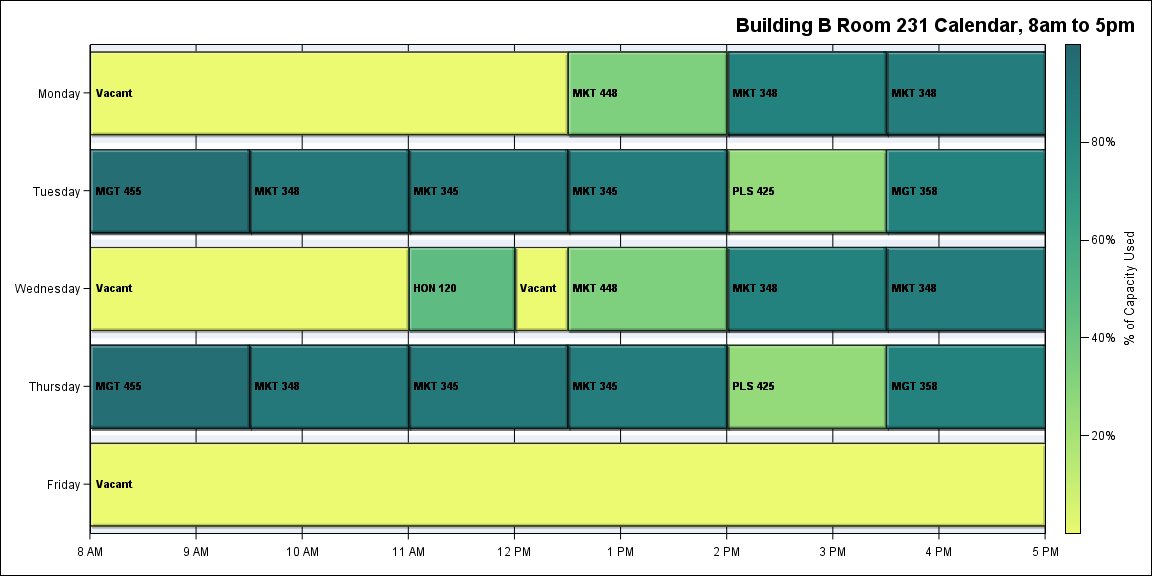 Building B Room 231 Calendar, 8am to 5pm
Monday
Vacant
MKT 448
MKT 348
MKT 348
Tuesday
MGT 455
MKT 348
MKT 345
MKT 345
PLS 425
MGT 358
Wednesday
Vacant
HON 120
Vacant
MKT 448
MKT 348
MKT 348
Thursday
MGT 455
MKT 348
MKT 345
MKT 345
PLS 425
MGT 358
Friday
Vacant
8 AM
9 AM
10 AM
11 AM
12 PM
1 PM
2 PM
3 PM
4 PM
5 PM
80%
60%
40%
20%
% of Capacity Used